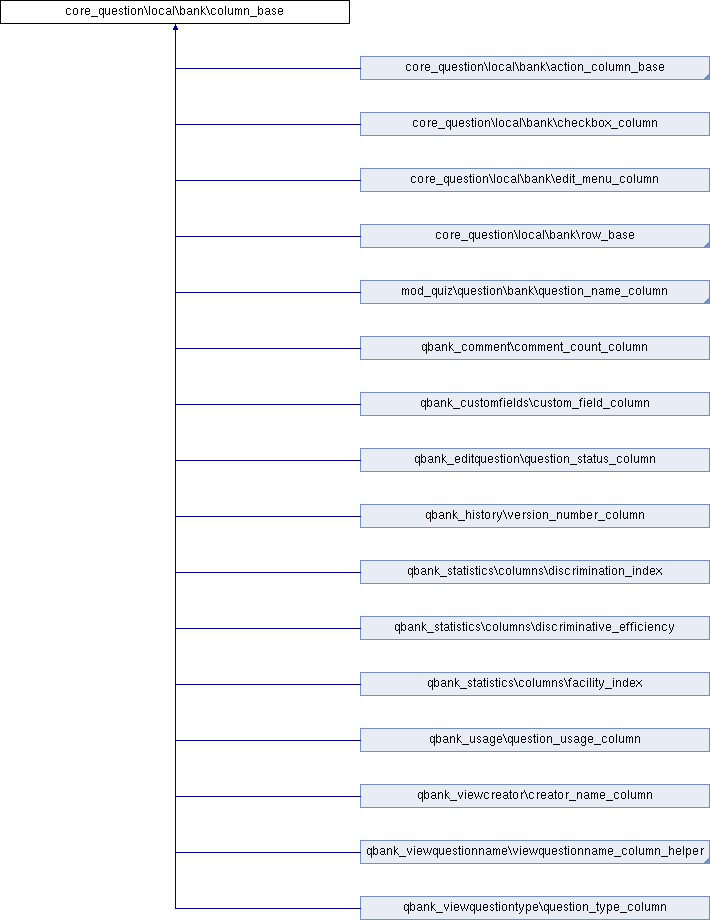 core_question\local\bank\column_base
core_question\local\bank\action_column_base
core_question\local\bank\checkbox_column
core_question\local\bank\edit_menu_column
core_question\local\bank\row_base
mod_quiz\question\bank\question_name_column
qbank_comment\comment_count_column
qbank_customfields\custom_field_column
qbank_editquestion\question_status_column
qbank_history\version_number_column
qbank_statistics\columns\discrimination_index
qbank_statistics\columns\discriminative_efficiency
qbank_statistics\columns\facility_index
qbank_usage\question_usage_column
qbank_viewcreator\creator_name_column
qbank_viewquestionname\viewquestionname_column_helper
qbank_viewquestiontype\question_type_column